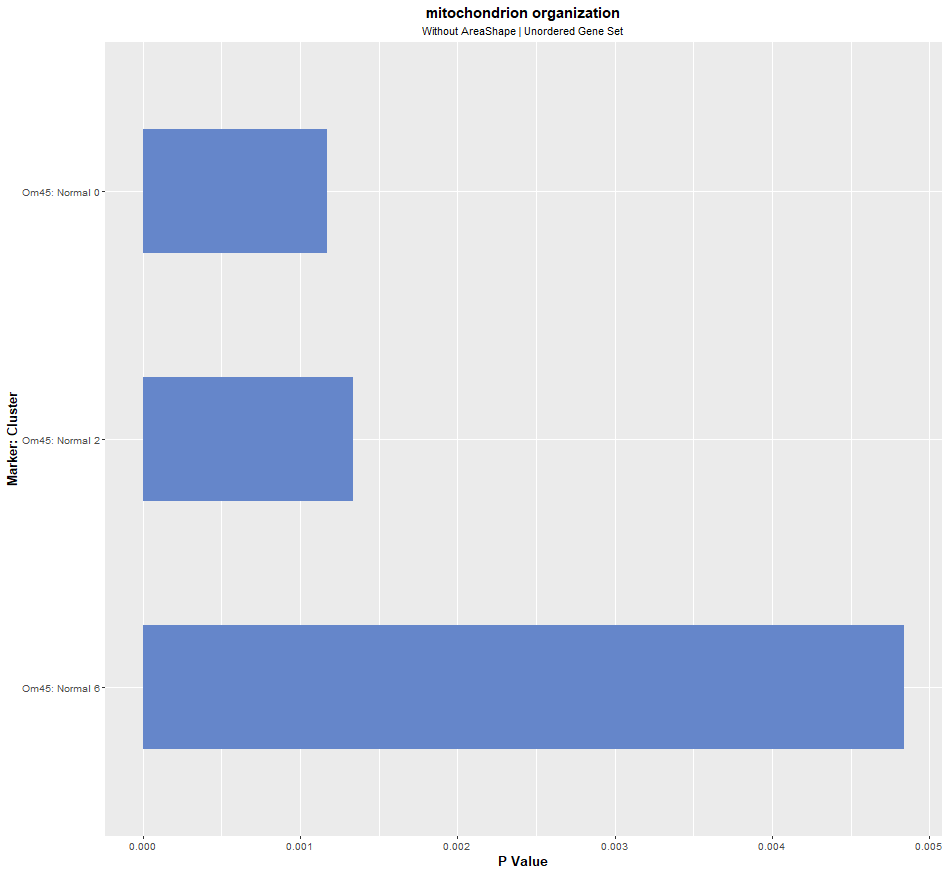 mitochondrion organization
Without AreaShape | Unordered Gene Set
Marker: Cluster
Om45: Normal 0
Om45: Normal 2
Om45: Normal 6
0.000 0.001 0.002 0.003 0.004 0.005
P Value